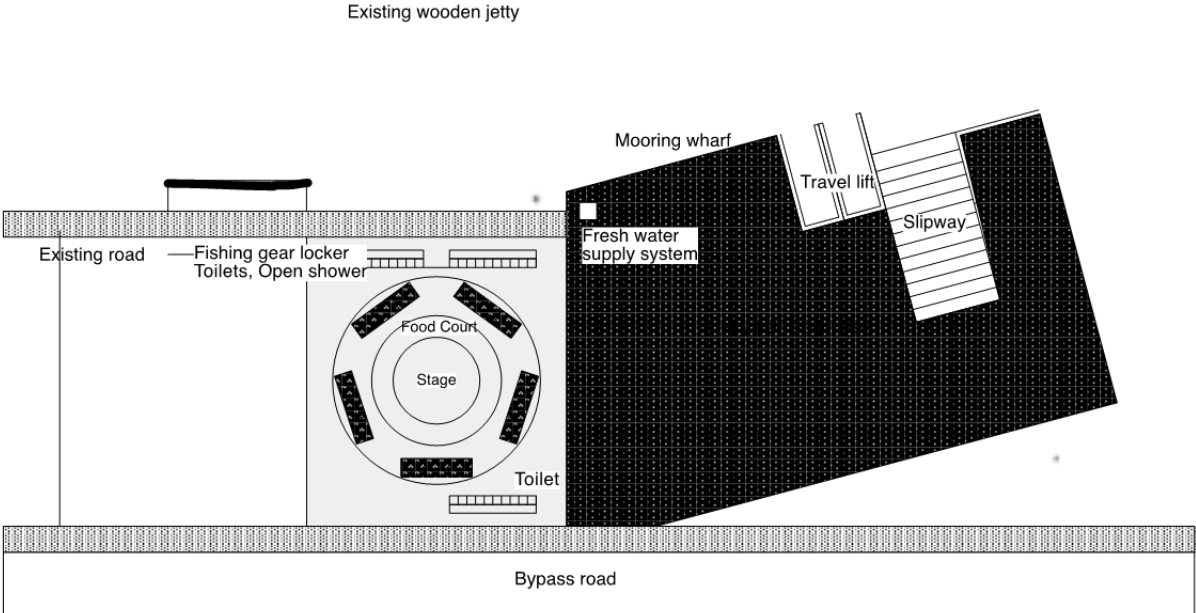 Existing wooden jetty
Mooring wharf
Travel lift
Slipway
Fresh water
supply system
Existing road
Fishing gear locker
Toilets, Open shower
Food Court
Stage
Toilet
Bypass road